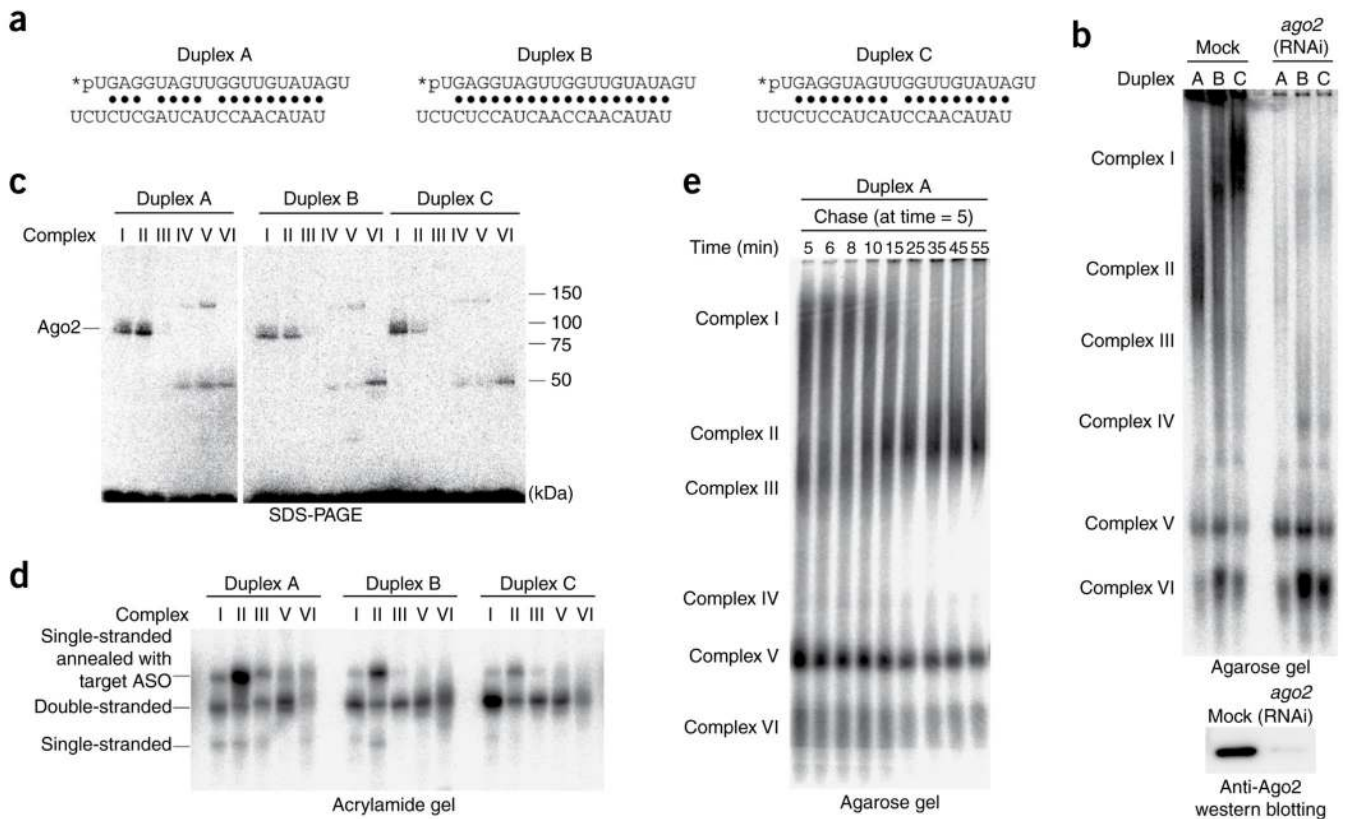 a
Duplex A
*pUGAGGUAGUUGGUUGUAUAGU
UCUCUCGAUCAUCCAACAUAU
Duplex B
*pUGAGGUAGUUGGUUGUAUAGU
UCUCUCCAUCAACCAACAUAU
Duplex C
*pUGAGGUAGUUGGUUGUAUAGU
UCUCUCCAUCAUCCAACAUAU
b
Mock
ago2
(RNAi)
Duplex A B C A B C
Complex I
Complex II
Complex III
Complex IV
Complex V
Complex VI
Agarose gel
ago2
Mock (RNAi)
Anti-Ago2
western blotting
c
Duplex A Duplex B Duplex C
Complex I II III IV V VI I II III IV V VI I II III IV V VI
Ago2
150
100
75
50
(kDa)
SDS-PAGE
d
Duplex A Duplex B Duplex C
Complex I II III V VI I II III V VI I II III V VI
Single-stranded
annealed with
target ASO
Double-stranded
Single-stranded
Acrylamide gel
e
Duplex A
Chase (at time = 5)
Time (min) 5 6 8 10 15 25 35 45 55
Complex I
Complex II
Complex III
Complex IV
Complex V
Complex VI
Agarose gel